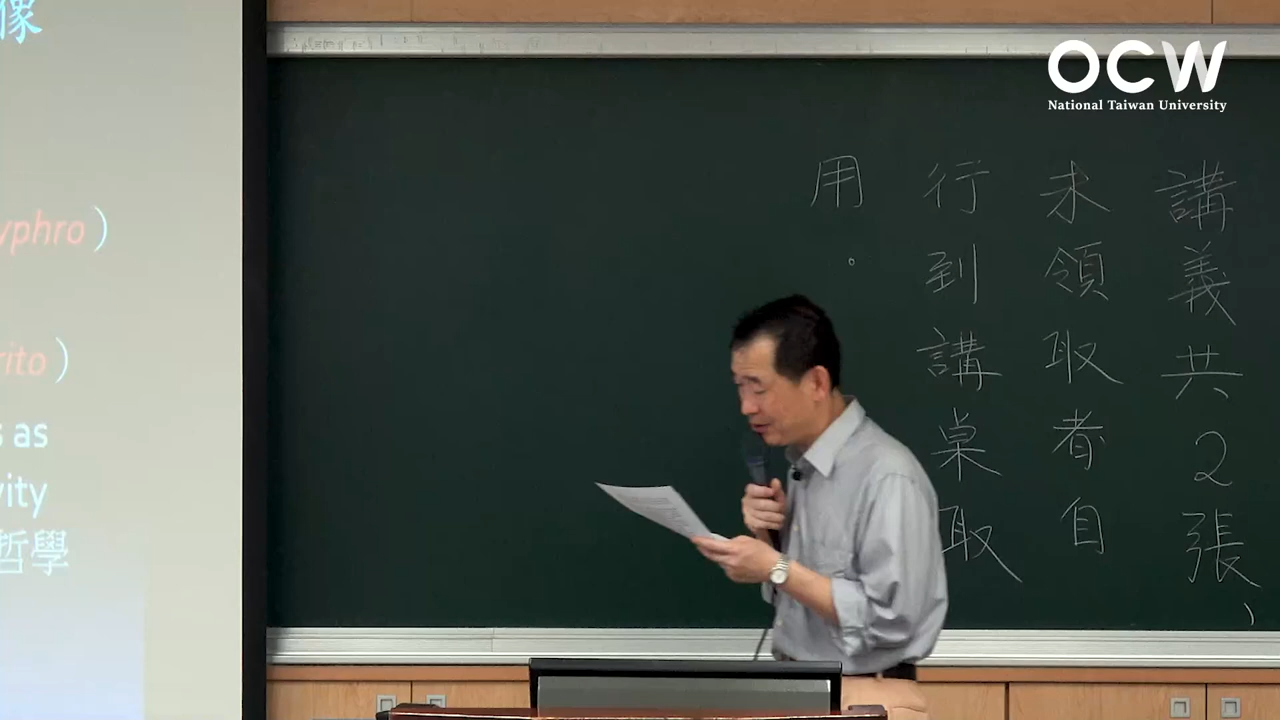 像
yphro）
rito）
s as
vity
哲學
OCW
National Taiwan University
講義共2張、
未領取者自
行到講桌取
用。